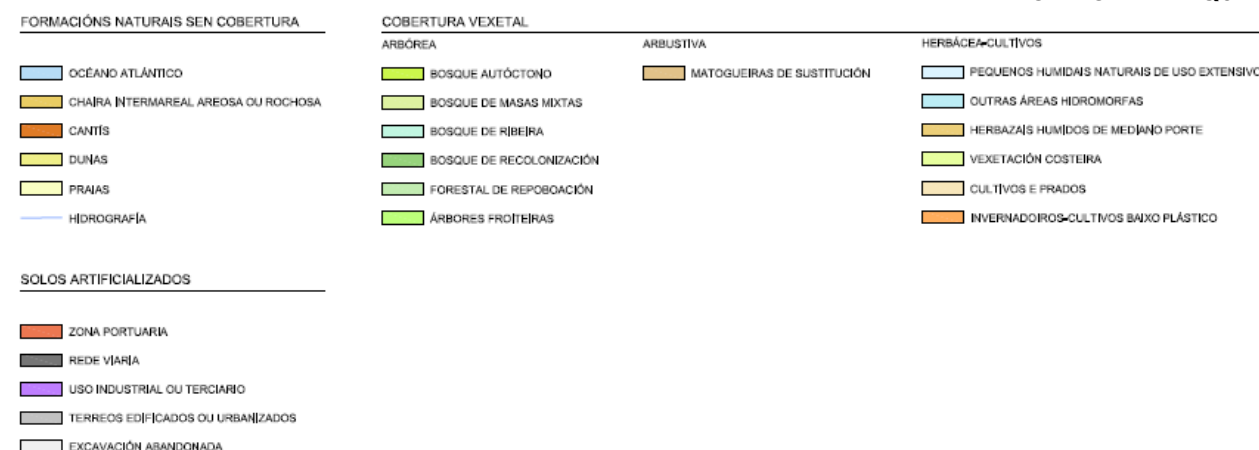 FORMACIÓNS NATURAIS SEN COBERTURA
OCÉANO ATLÁNTICO
CHAIRA INTERMAREAL AREOSA OU ROCHOSA
CANTÍS
DUNAS
PRAIAS
HIDROGRAFÍA
COBERTURA VEXETAL
ARBÓREA
BOSQUE AUTÓCTONO
BOSQUE DE MASAS MIXTAS
BOSQUE DE RIBEIRA
BOSQUE DE RECOLONIZACIÓN
FORESTAL DE REPOBOACIÓN
ÁRBORES FROITEIRAS
ARBUSTIVA
MATOGUEIRAS DE SUSTITUCIÓN
HERBÁCEA-CULTIVOS
PEQUENOS HUMIDAIS NATURAIS DE USO EXTENSIVO
OUTRAS ÁREAS HIDROMORFAS
HERBAZAIS HUMIDOS DE MEDIANO PORTE
VEXETACIÓN COSTEIRA
CULTIVOS E PRADOS
INVERNADOIROS-CULTIVOS BAIXO PLÁSTICO
SOLOS ARTIFICIALIZADOS
ZONA PORTUARIA
REDE VIARIA
USO INDUSTRIAL OU TERCIARIO
TERREOS EDIFICADOS OU URBANIZADOS
EXCAVACIÓN ABANDONADA